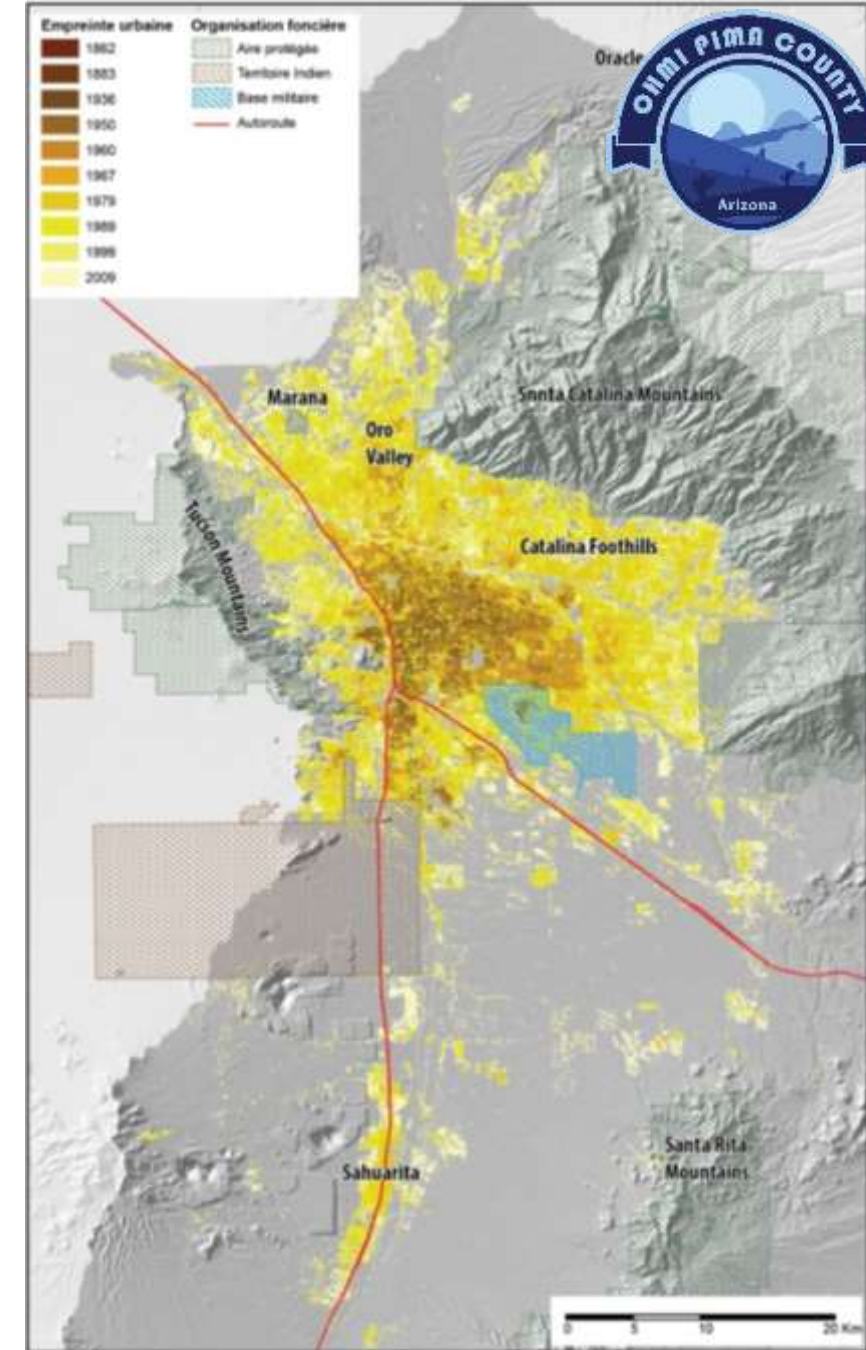 Empreinte urbaine
1862
1883
1936
1950
1960
1967
1979
1989
1999
2009
Organisation foncière
Aire protégée
Territoire Indien
Base militaire
Autoroute
Oracle
OHMI PIMA COUNTY
Arizona
Marana
Oro
Valley
Snnta Catalina Mountains
Tucson Mountains
Catalina Foothills
Sahuarita
Santa Rita
Mountains
0 5 10 20 Km